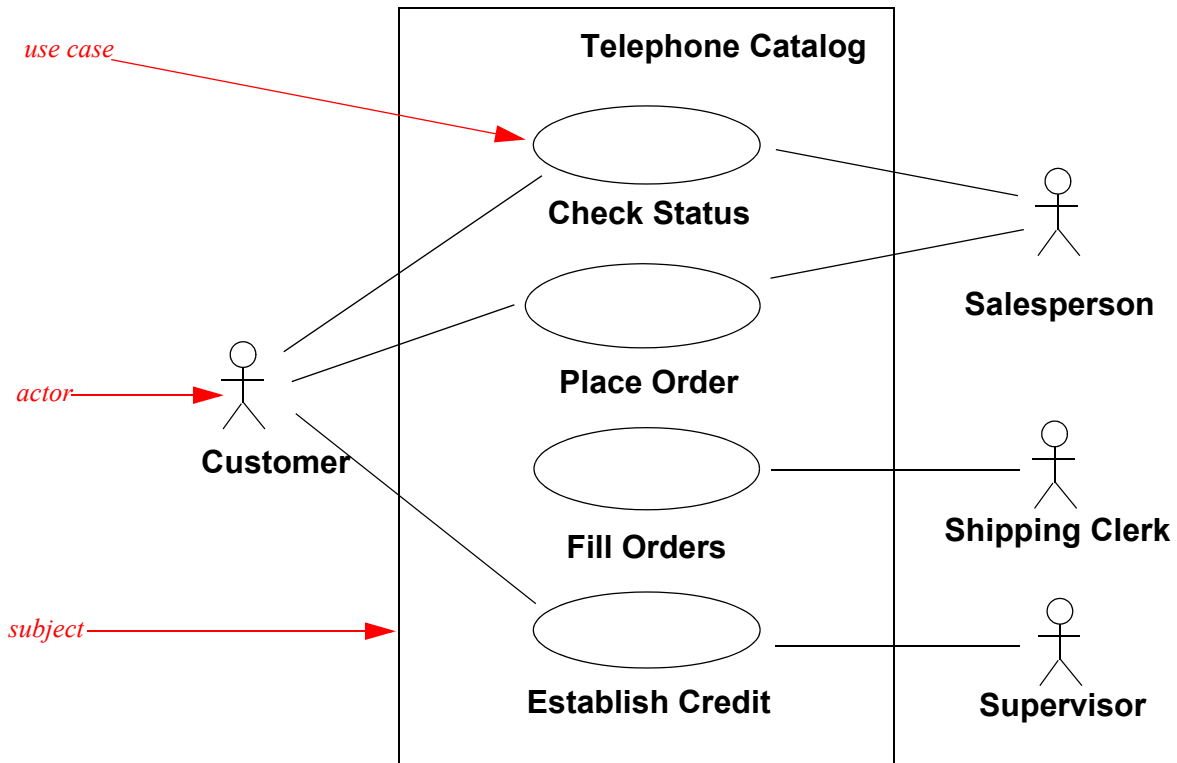 use case
Telephone Catalog
Check Status
Salesperson
Place Order
actor
Customer
Shipping Clerk
Fill Orders
subject
Establish Credit
Supervisor